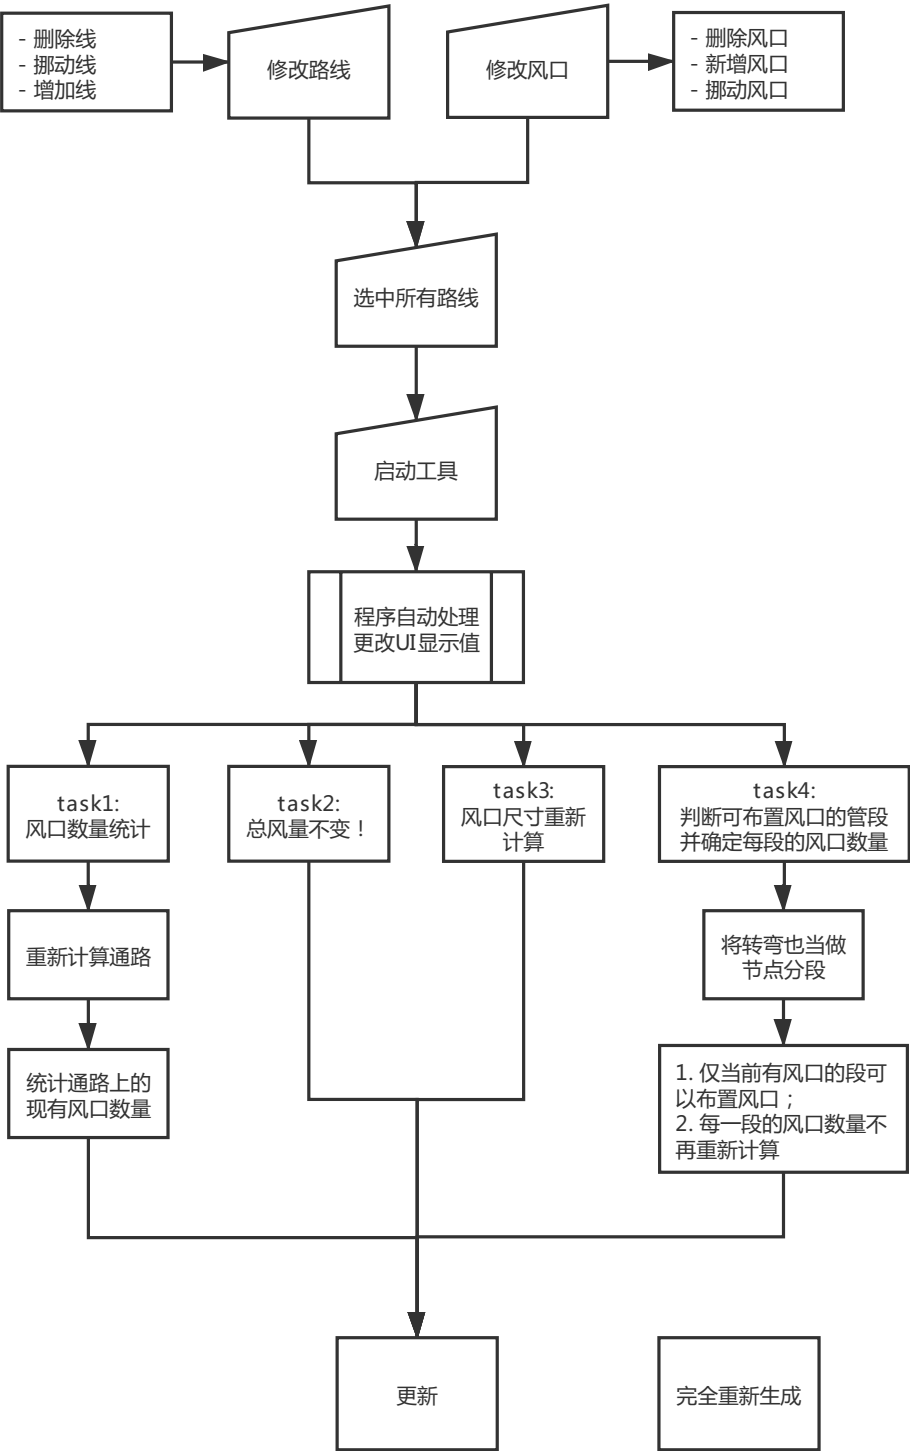 - 删除线
- 挪动线
- 增加线
修改路线
修改风口
- 删除风口
- 新增风口
- 挪动风口
选中所有路线
启动工具
程序自动处理
更改UI显示值
task1:
风口数量统计
task2:
总风量不变！
task3:
风口尺寸重新
计算
task4:
判断可布置风口的管段
并确定每段的风口数量
重新计算通路
将转弯也当做
节点分段
统计通路上的
现有风口数量
1. 仅当前有风口的段可
以布置风口；
2. 每一段的风口数量不
再重新计算
更新
完全重新生成